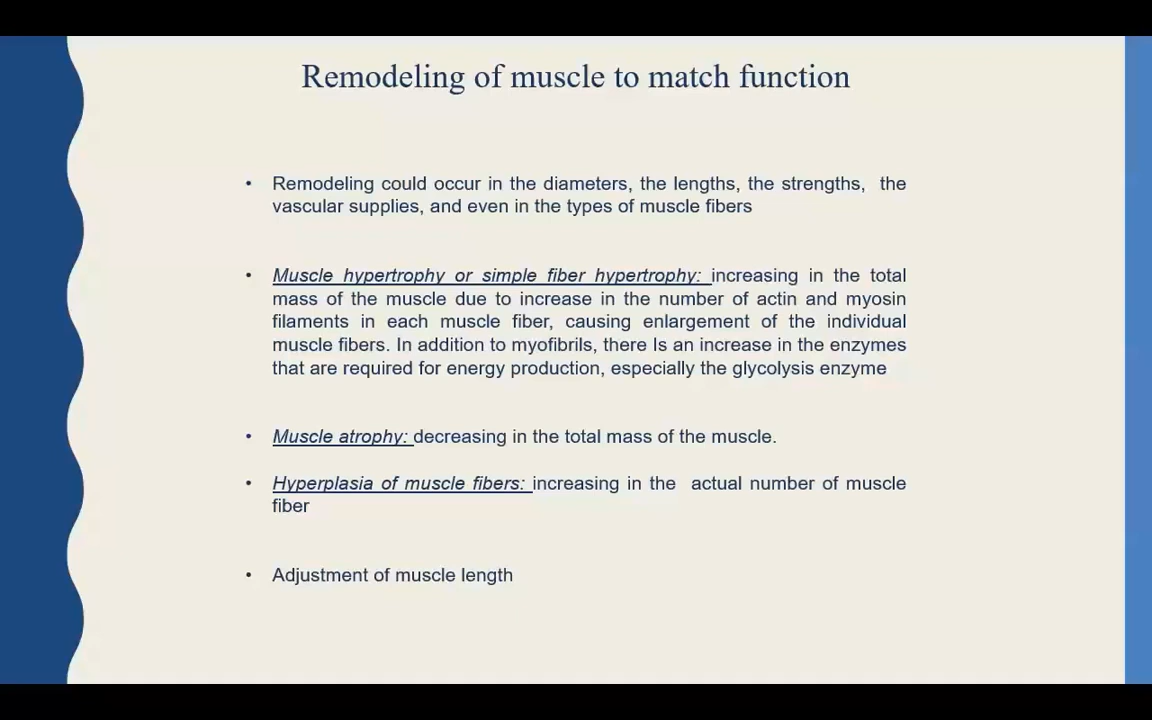 Remodeling of muscle to match function
• Remodeling could occur in the diameters, the lengths, the strengths, the
vascular supplies, and even in the types of muscle fibers
• Muscle hypertrophy or simple fiber hypertrophy: increasing in the total
mass of the muscle due to increase in the number of actin and myosin
filaments in each muscle fiber, causing enlargement of the individual
muscle fibers. In addition to myofibrils, there Is an increase in the enzymes
that are required for energy production, especially the glycolysis enzyme
• Muscle atrophy: decreasing in the total mass of the muscle.
• Hyperplasia of muscle fibers: increasing in the actual number of muscle
fiber
• Adjustment of muscle length